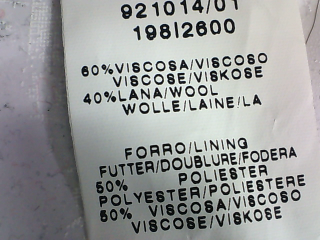 921014/01
198I2600
60%VISCOSA/VISCOSO
VISCOSE/VISKOSE
40%LANA/WOOL
WOLLE/LAINE/LA
FORRO/LINING
FUTTER/DOUBLURE/FODERA
50% POLIESTER
POLYESTER/POLIESTERE
50% VISCOSA/VISCOSO
VISCOSE/VISKOSE